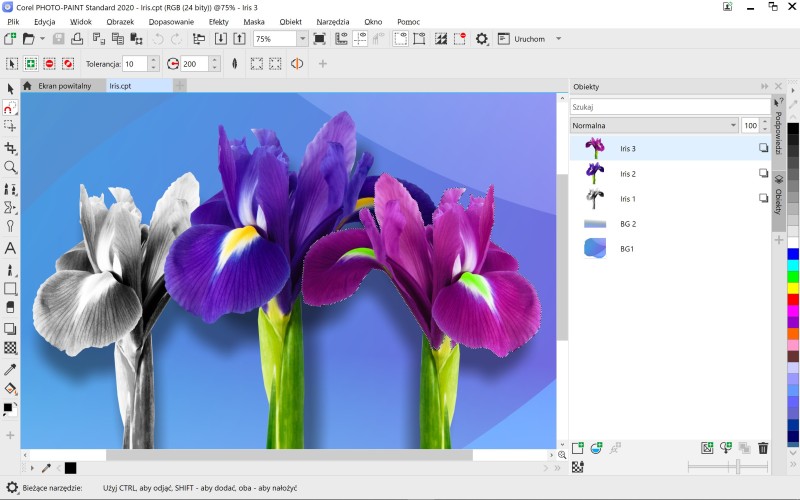 Corel PHOTO-PAINT Standard 2020 - Iris.cpt (RGB (24 bity)) @75% - Iris 3
Plik Edycja Widok Obrazek Dopasowanie Efekty Maska Obiekt Narzędzia Okno Pomoc
75% Uruchom
Tolerancja: 10 200
Ekran powitalny Iris.cpt
Obiekty
Szukaj
Normalna 100
Iris 3
Iris 2
Iris 1
BG 2
BG1
Podpowiedzi
Obiekty
Bieżące narzędzie: Użyj CTRL, aby odjąć, SHIFT - aby dodać, oba - aby nałożyć